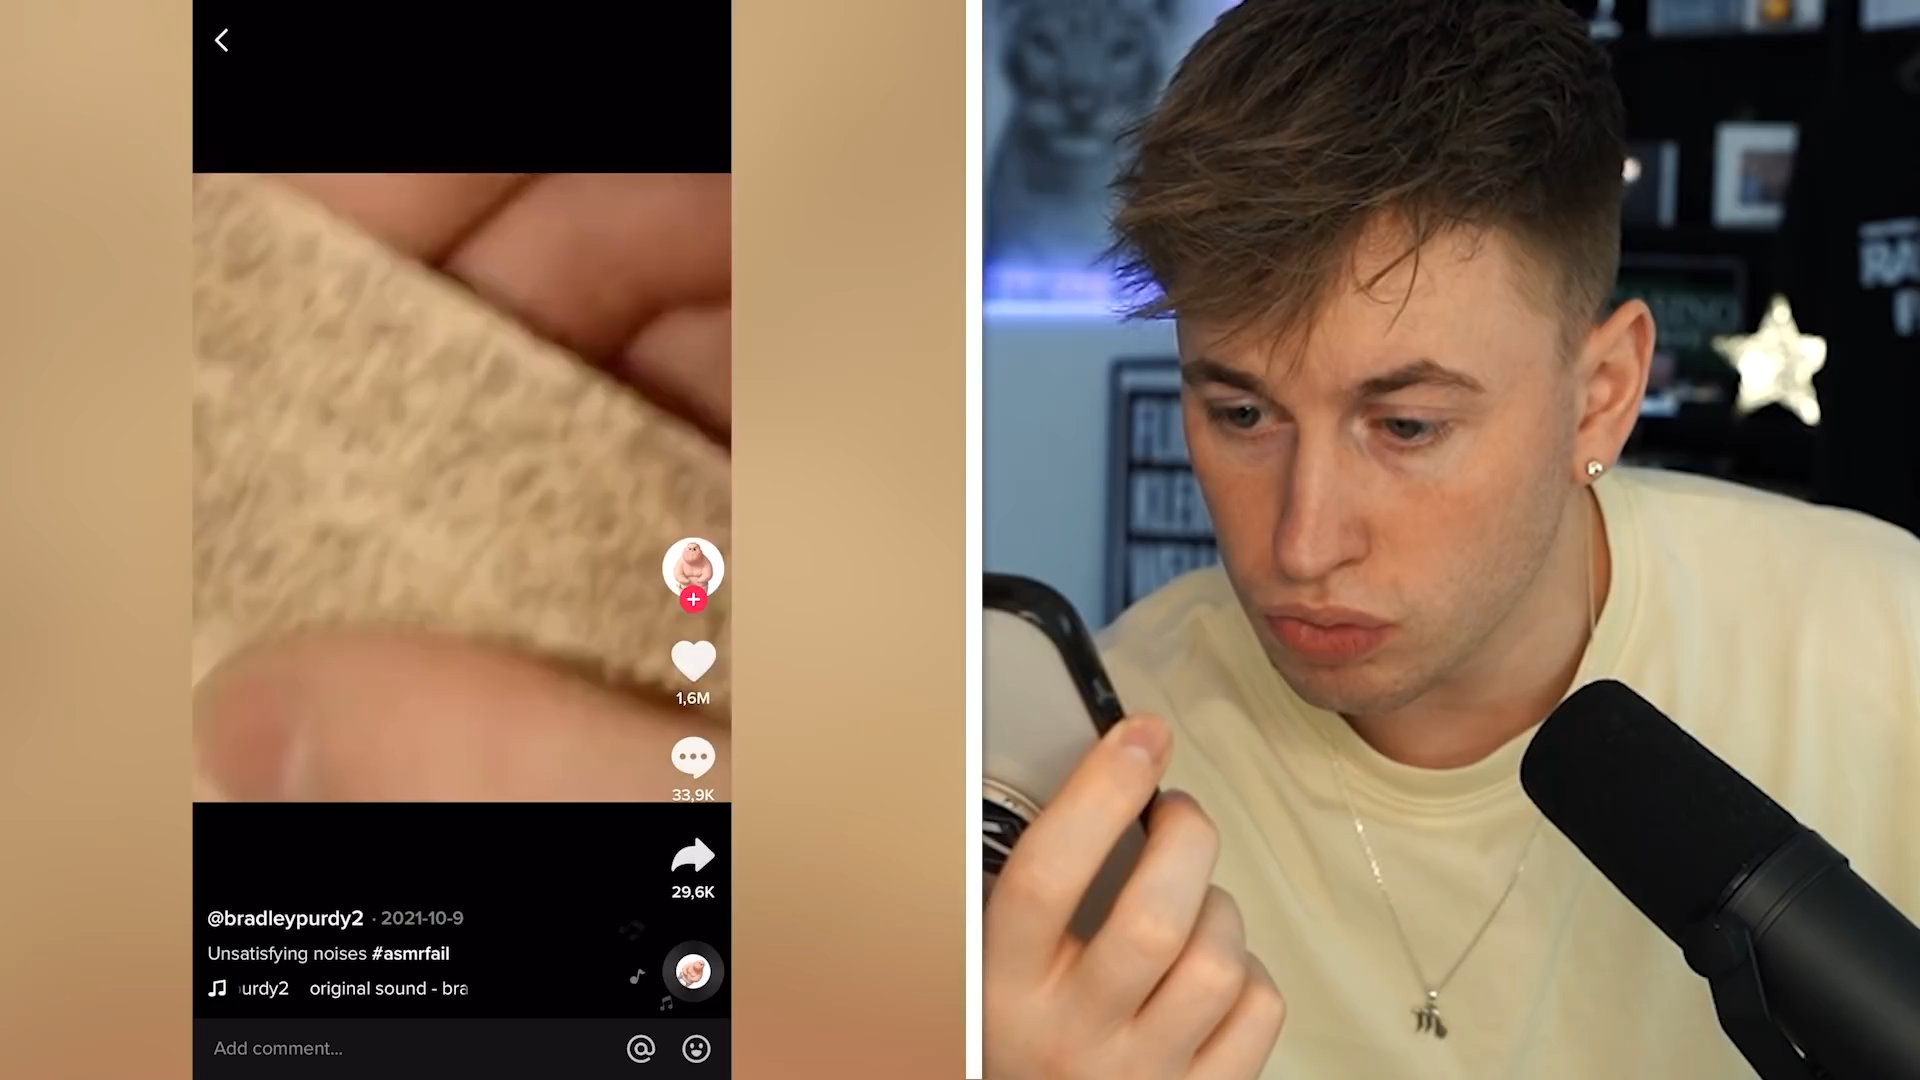 1,6M
33,9K
29,6K
@bradleypurdy2 · 2021-10-9
Unsatisfying noises #asmrfail
urdy2 original sound - bra
Add comment...